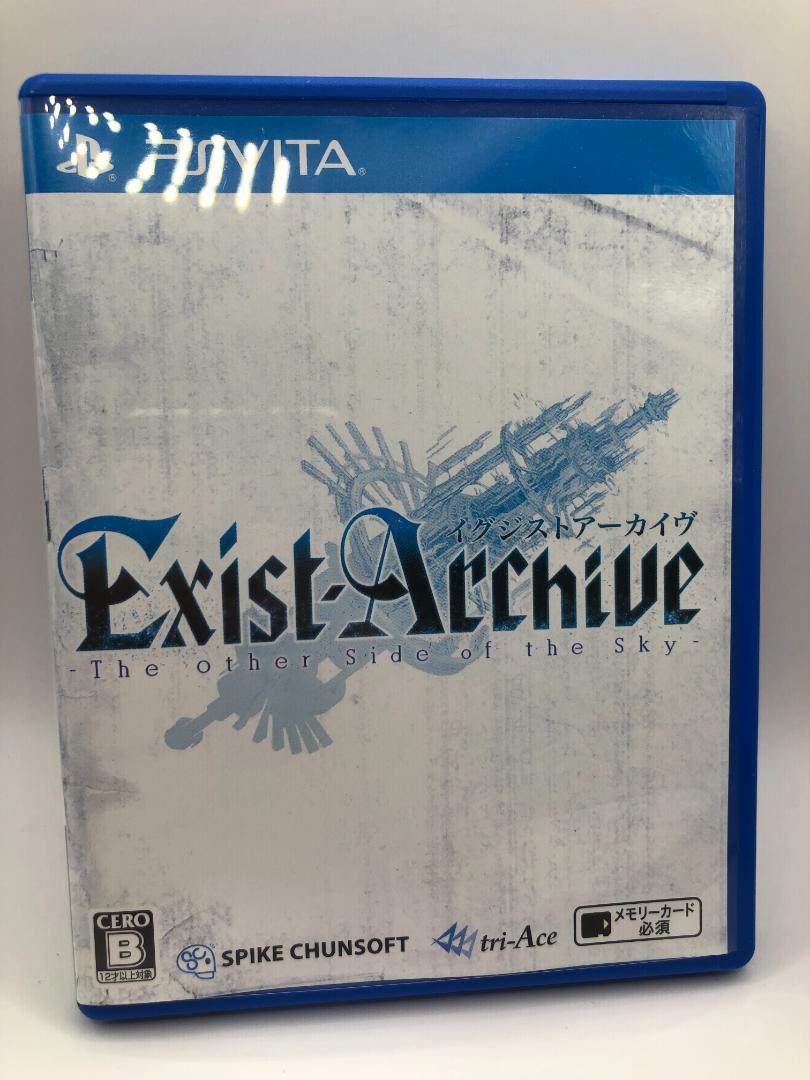 PSVITA
イグジストアーカイヴ
Exist·Archive
-The other Side of the Sky-
CERO
B
12才以上対象
SPIKE CHUNSOFT
tri-Ace
メモリーカード
必須